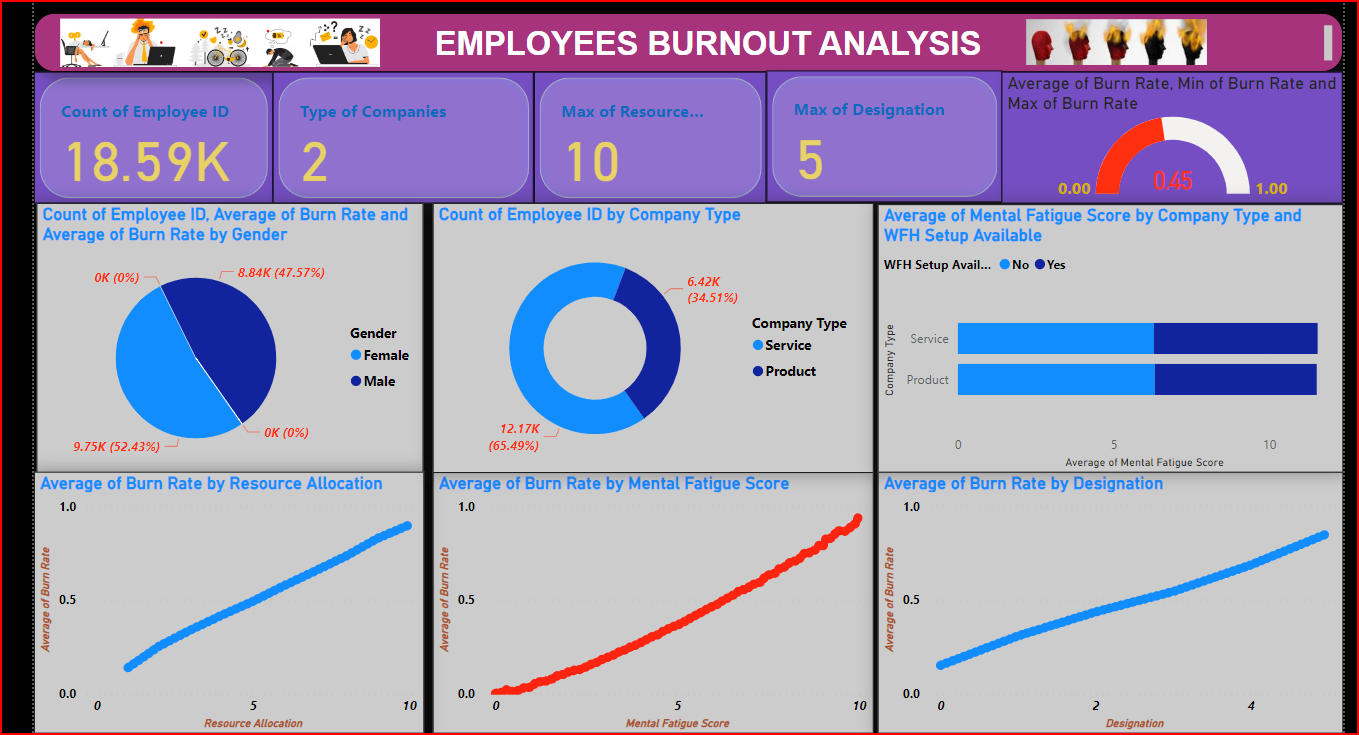 EMPLOYEES BURNOUT ANALYSIS
Count of Employee ID
18.59K
Type of Companies
2
Max of Resource...
10
Max of Designation
5
Average of Burn Rate, Min of Burn Rate and
Max of Burn Rate
0.00
0.45
1.00
Count of Employee ID, Average of Burn Rate and
Average of Burn Rate by Gender
0K (0%)
8.84K (47.57%)
9.75K (52.43%)
0K (0%)
Gender
Female
Male
Count of Employee ID by Company Type
6.42K
(34.51%)
12.17K
(65.49%)
Company Type
Service
Product
Average of Mental Fatigue Score by Company Type and
WFH Setup Available
WFH Setup Avail...
No
Yes
Company Type
Service
Product
0
5
10
Average of Mental Fatigue Score
Average of Burn Rate by Resource Allocation
Average of Burn Rate
1.0
0.5
0.0
0
5
10
Resource Allocation
Average of Burn Rate by Mental Fatigue Score
Average of Burn Rate
1.0
0.5
0.0
0
5
10
Mental Fatigue Score
Average of Burn Rate by Designation
Average of Burn Rate
1.0
0.5
0.0
0
2
4
Designation